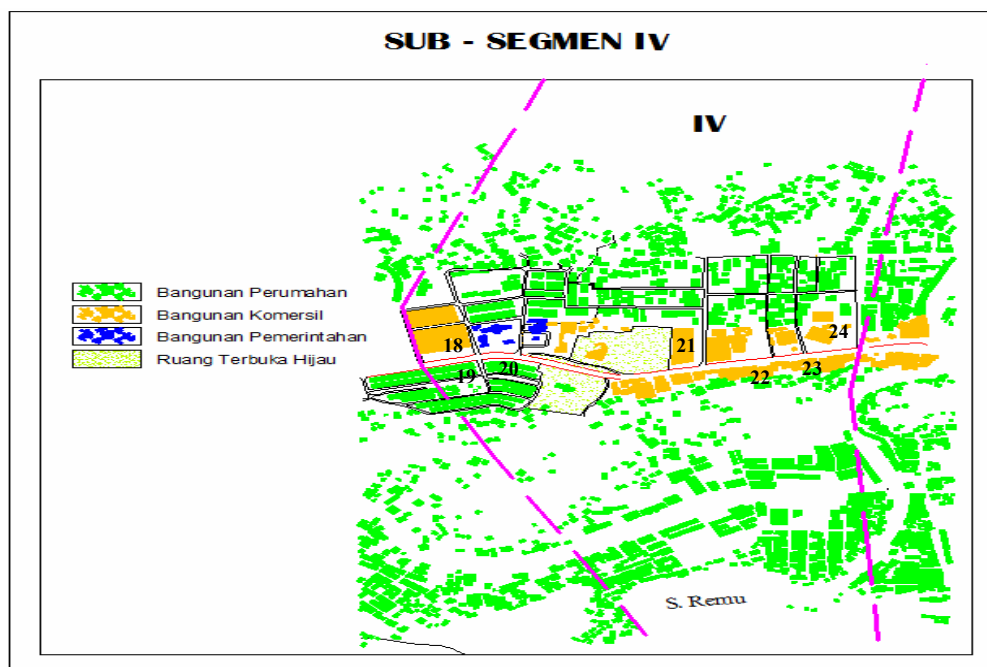 SUB - SEGMEN IV
IV
Bangunan Perumahan
Bangunan Komersil
Bangunan Pemerintahan
Ruang Terbuka Hijau
18
19
20
21
22
23
24
S. Remu